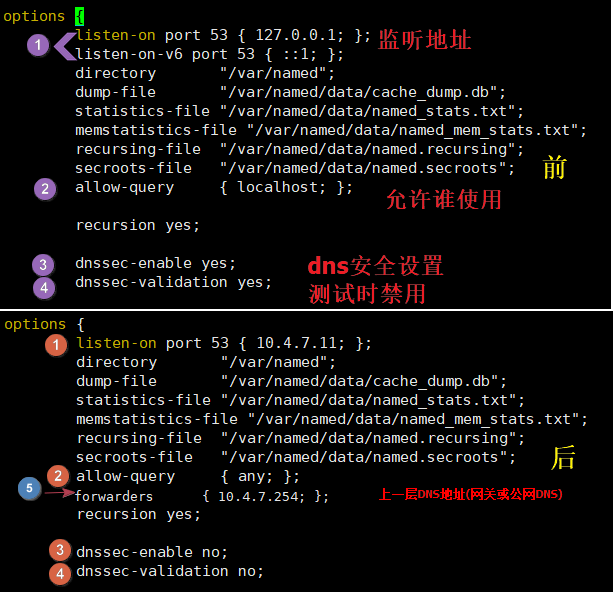 options {
listen-on port 53 { 127.0.0.1; }; 监听地址
1
listen-on-v6 port 53 { ::1; };
directory "/var/named";
dump-file "/var/named/data/cache_dump.db";
statistics-file "/var/named/data/named_stats.txt";
memstatistics-file "/var/named/data/named_mem_stats.txt";
recursing-file "/var/named/data/named.recursing";
secroots-file "/var/named/data/named.secroots"; 前
2 allow-query { localhost; };
允许谁使用
recursion yes;
3 dnssec-enable yes; dns安全设置
4 dnssec-validation yes; 测试时禁用
options {
1 listen-on port 53 { 10.4.7.11; };
directory "/var/named";
dump-file "/var/named/data/cache_dump.db";
statistics-file "/var/named/data/named_stats.txt";
memstatistics-file "/var/named/data/named_mem_stats.txt";
recursing-file "/var/named/data/named.recursing";
secroots-file "/var/named/data/named.secroots"; 后
2 allow-query { any; };
5 forwarders { 10.4.7.254; }; 上一层DNS地址(网关或公网DNS)
recursion yes;
3 dnssec-enable no;
4 dnssec-validation no;